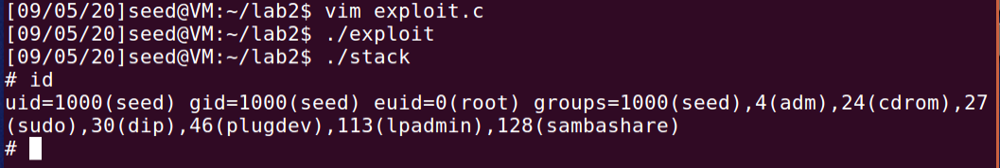 [09/05/20]seed@VM:~/lab2$ vim exploit.c
[09/05/20]seed@VM:~/lab2$ ./exploit
[09/05/20]seed@VM:~/lab2$ ./stack
# id
uid=1000(seed) gid=1000(seed) euid=0(root) groups=1000(seed),4(adm),24(cdrom),27
(sudo),30(dip),46(plugdev),113(lpadmin),128(sambashare)
#